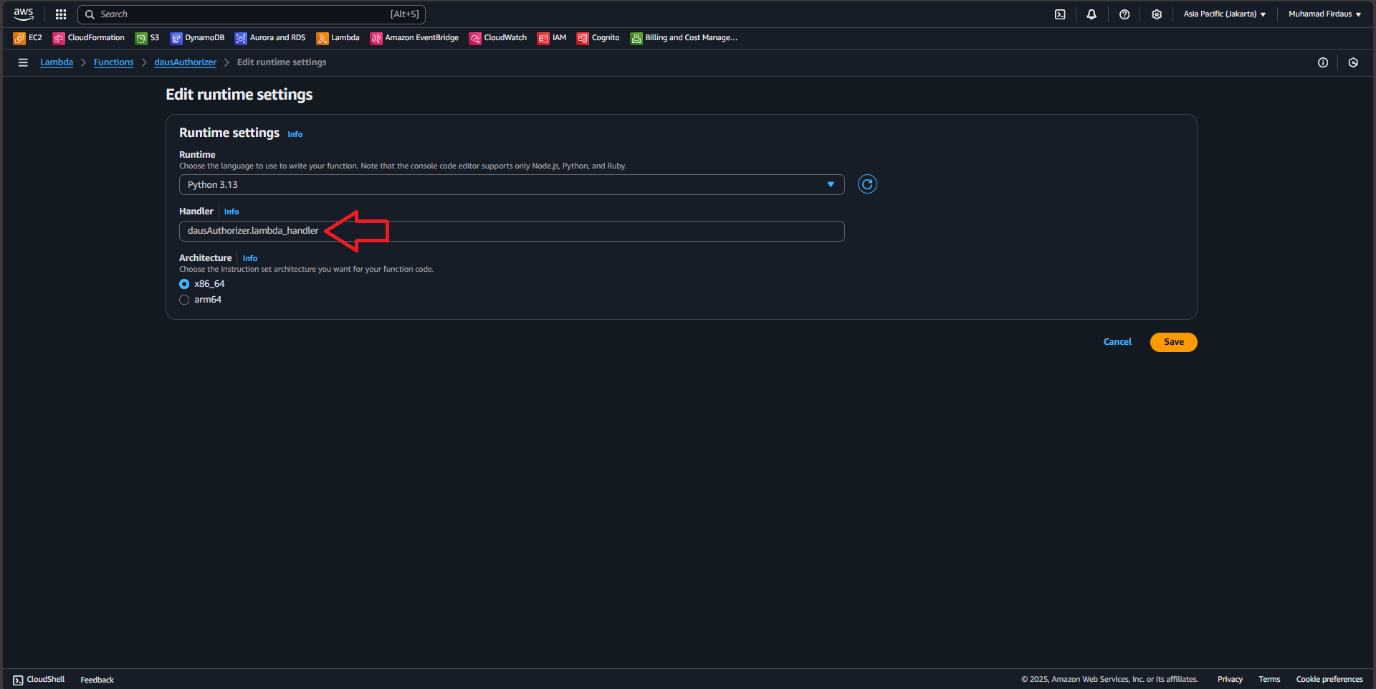 aws Search [Alt+S] Asia Pacific (Jakarta) Muhamad Firdaus
EC2 CloudFormation S3 DynamoDB Aurora and RDS Lambda Amazon EventBridge CloudWatch IAM Cognito Billing and Cost Manage...
Lambda Functions dausAuthorizer Edit runtime settings
Edit runtime settings
Runtime settings Info
Runtime
Choose the language to use to write your function. Note that the console code editor supports only Node.js, Python, and Ruby.
Python 3.13
Handler Info
dausAuthorizer.lambda_handler
Architecture Info
Choose the instruction set architecture you want for your function code.
x86_64
arm64
Cancel Save
CloudShell Feedback © 2025, Amazon Web Services, Inc. or its affiliates. Privacy Terms Cookie preferences